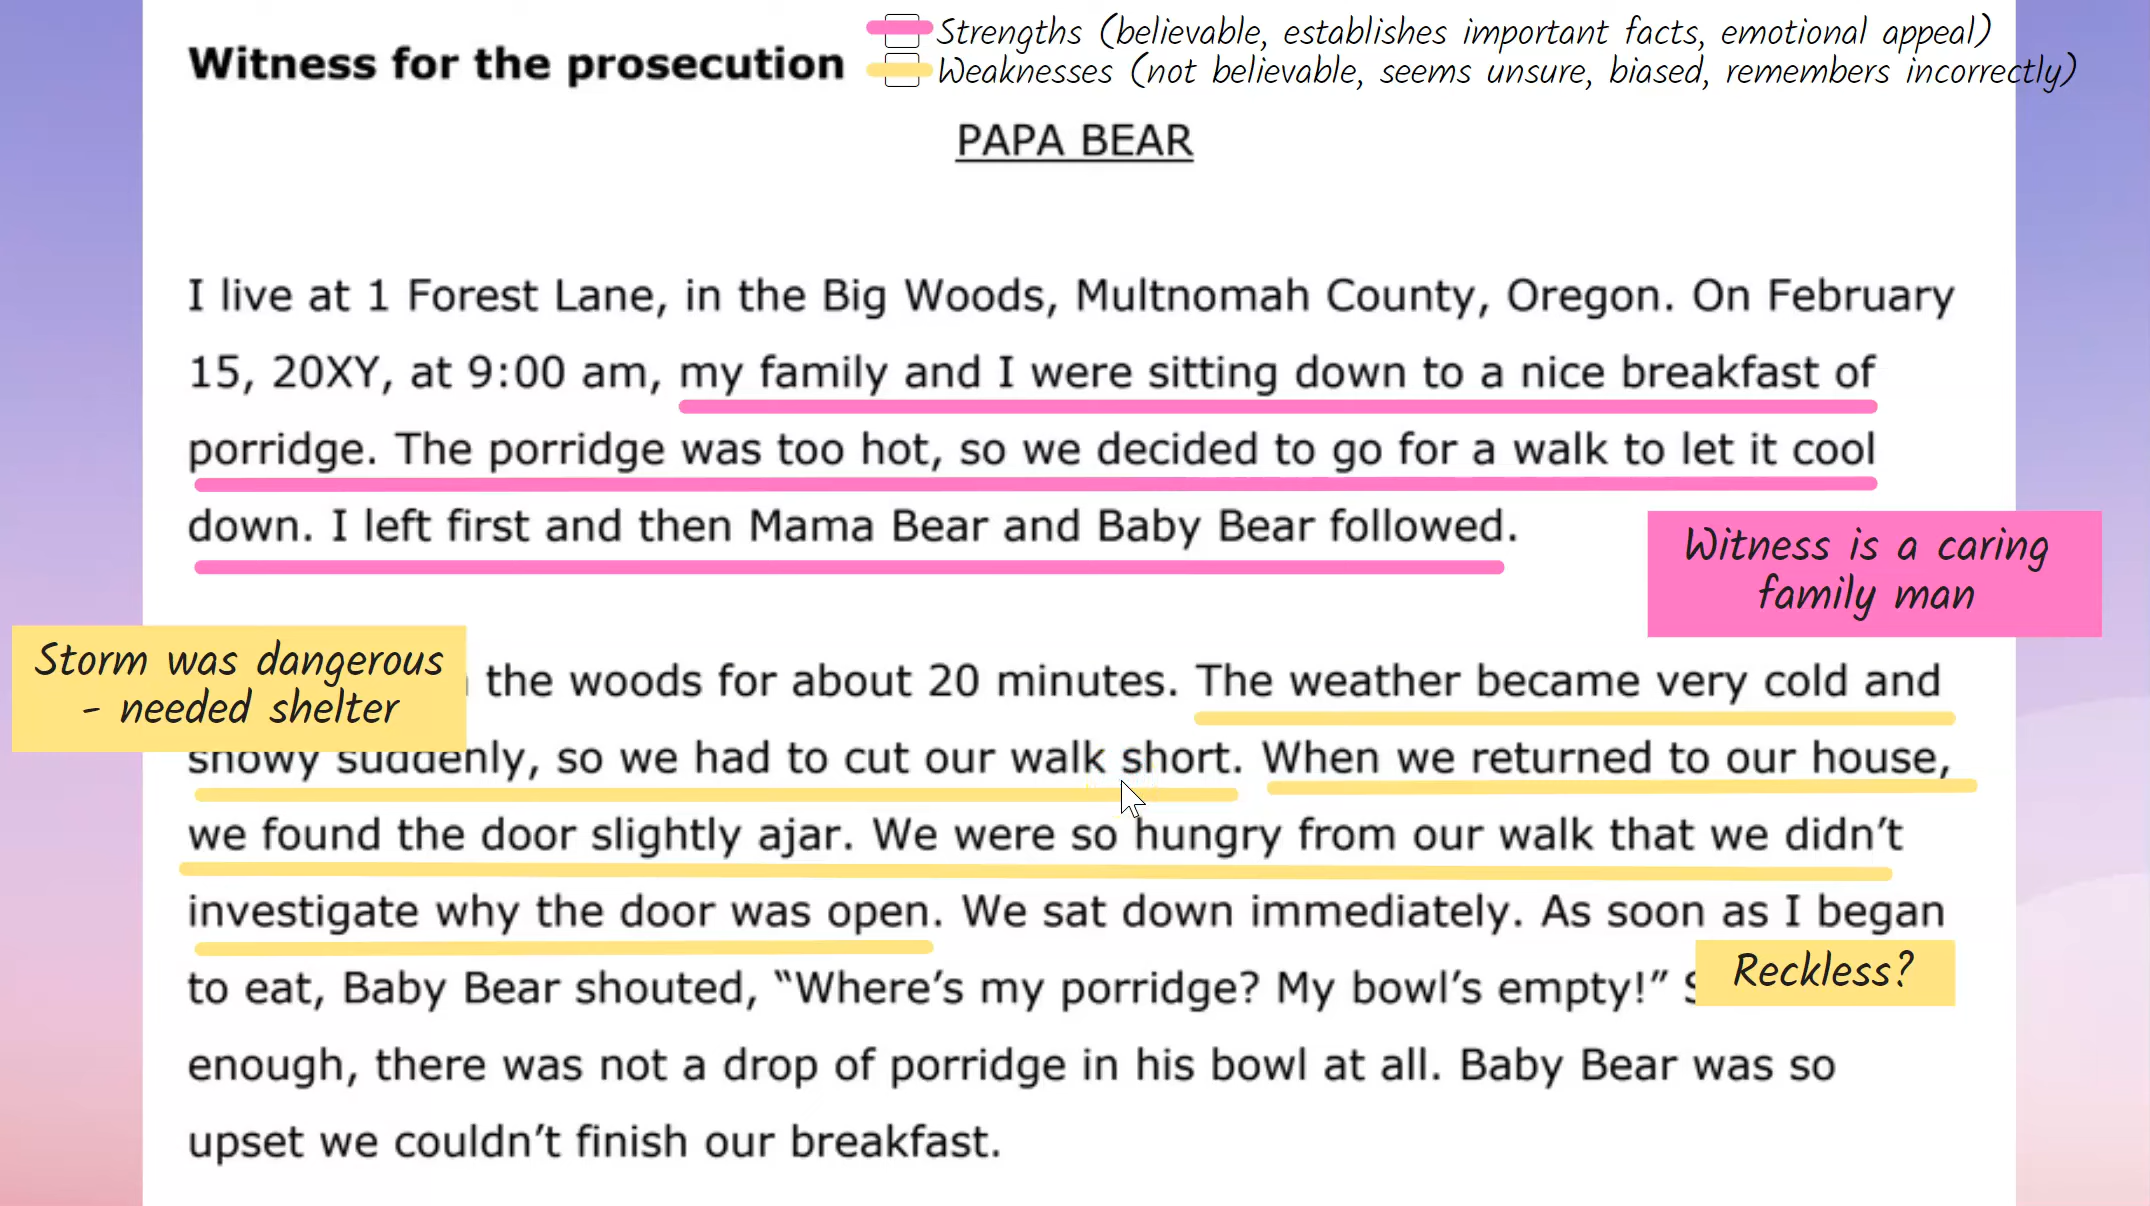 Strengths (believable, establishes important facts, emotional appeal)
Witness for the prosecution
Weaknesses (not believable, seems unsure, biased, remembers incorrectly)
PAPA BEAR
I live at 1 Forest Lane, in the Big Woods, Multnomah County, Oregon. On February
15, 20XY, at 9:00 am, my family and I were sitting down to a nice breakfast of
porridge. The porridge was too hot, so we decided to go for a walk to let it cool
down. I left first and then Mama Bear and Baby Bear followed.
Witness is a caring
family man
Storm was dangerous
- needed shelter
the woods for about 20 minutes. The weather became very cold and
snowy suddenly, so we had to cut our walk short. When we returned to our house,
we found the door slightly ajar. We were so hungry from our walk that we didn't
investigate why the door was open. We sat down immediately. As soon as I began
to eat, Baby Bear shouted, “Where's my porridge? My bowl's empty!”
Reckless?
enough, there was not a drop of porridge in his bowl at all. Baby Bear was so
upset we couldn't finish our breakfast.